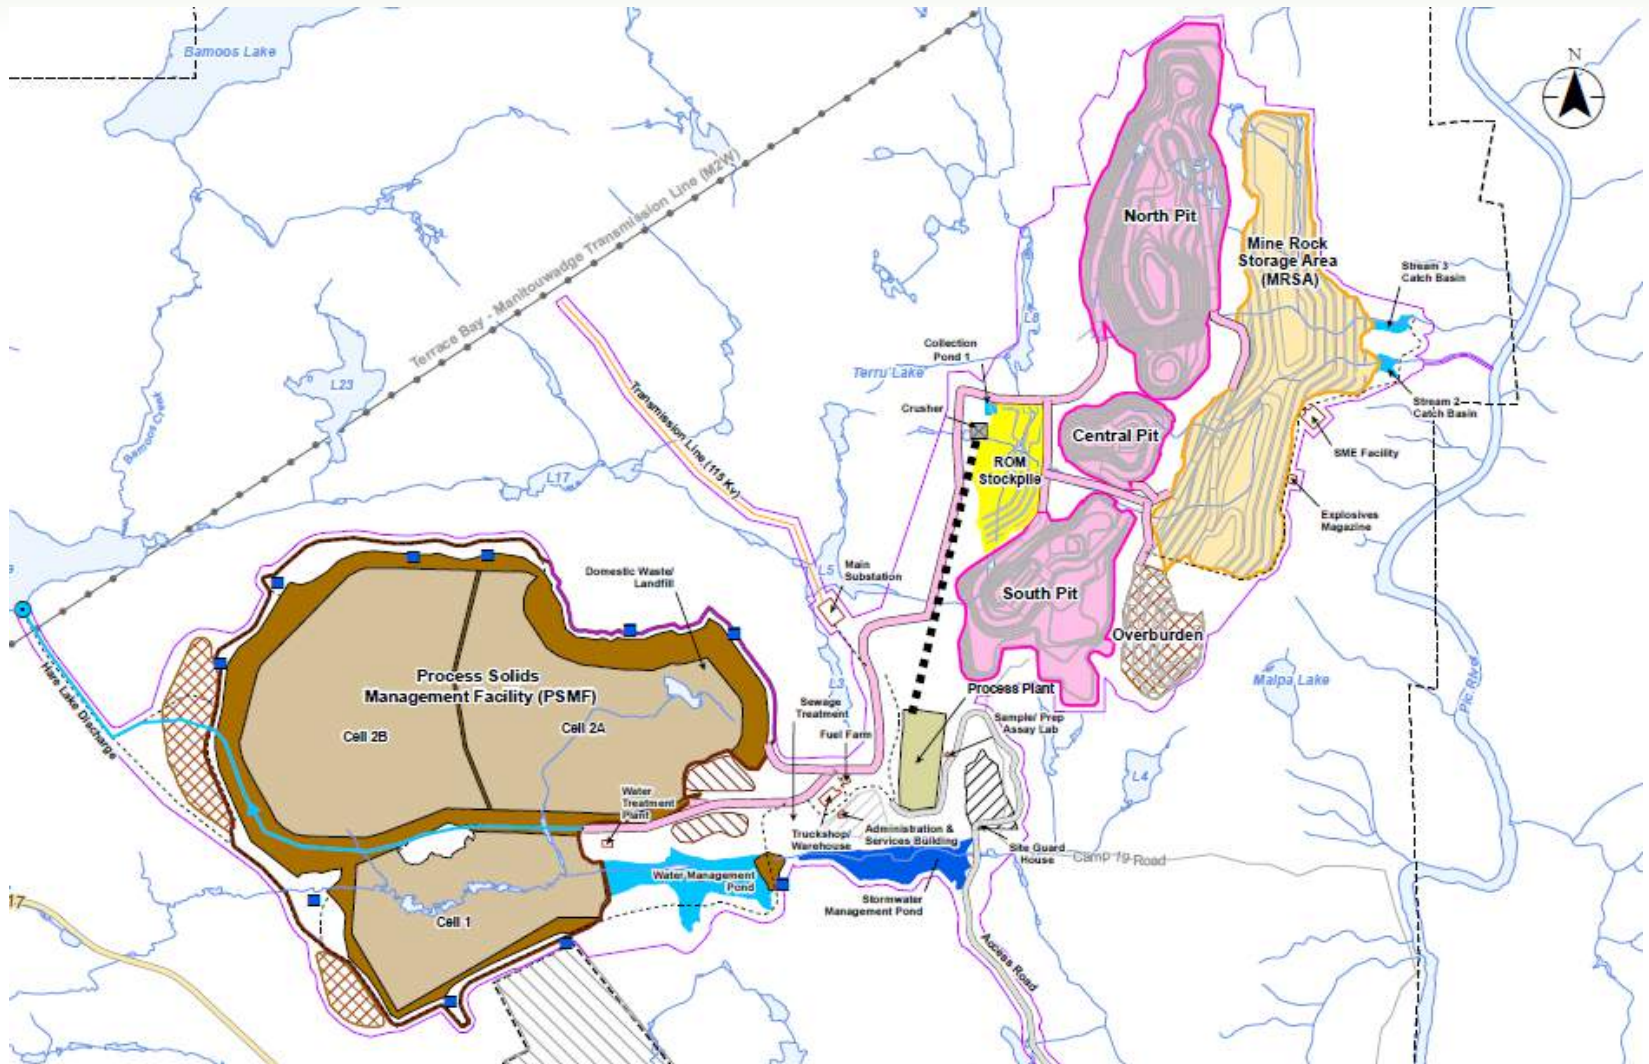 Bamoos Lake
N
Terrace Bay - Manitouwadge Transmission Line (M2W)
North Pit
Mine Rock
Storage Area
(MRSA)
Stream 3
Catch Basin
L8
Collection
Pond 1
Terru Lake
L23
Bamoos Creek
Transmission Line (115 Kv)
Crusher
Central Pit
Stream 2
Catch Basin
SME Facility
ROM
Stockpile
L17
Explosives
Magazine
Domestic Waste/
Landfill
L5
Main
Substation
South Pit
Overburden
Hare Lake Discharge
Process Solids
Management Facility (PSMF)
Cell 2B
Cell 2A
L3
Process Plant
Malpa Lake
Pic River
Sewage
Treatment
Fuel Farm
Sample/ Prep
Assay Lab
L4
Water
Treatment
Plant
Truckshop/
Warehouse
Administration &
Services Building
Site Guard
House
Camp 19 Road
Water Management
Pond
Stormwater
Management Pond
17
Cell 1
Access Road